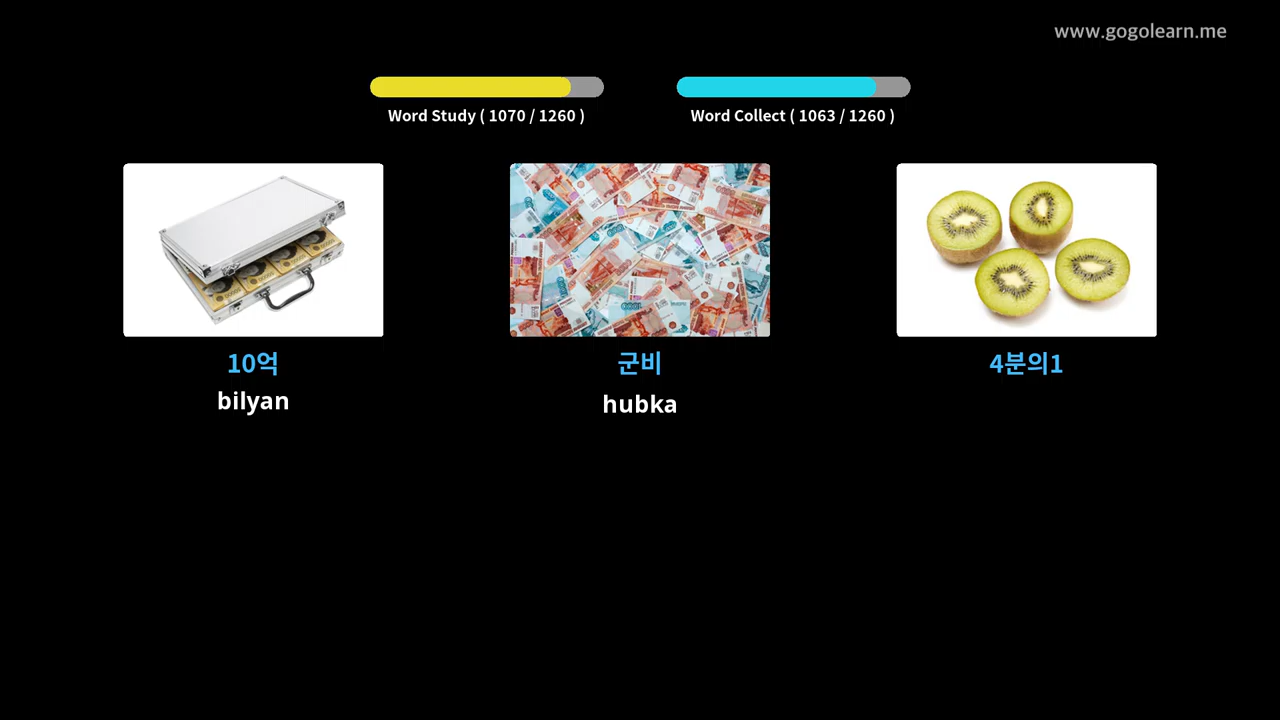 www.gogolearn.me
Word Study ( 1070 / 1260 )
Word Collect ( 1063 / 1260 )
10억
군비
4분의1
bilyan
hubka